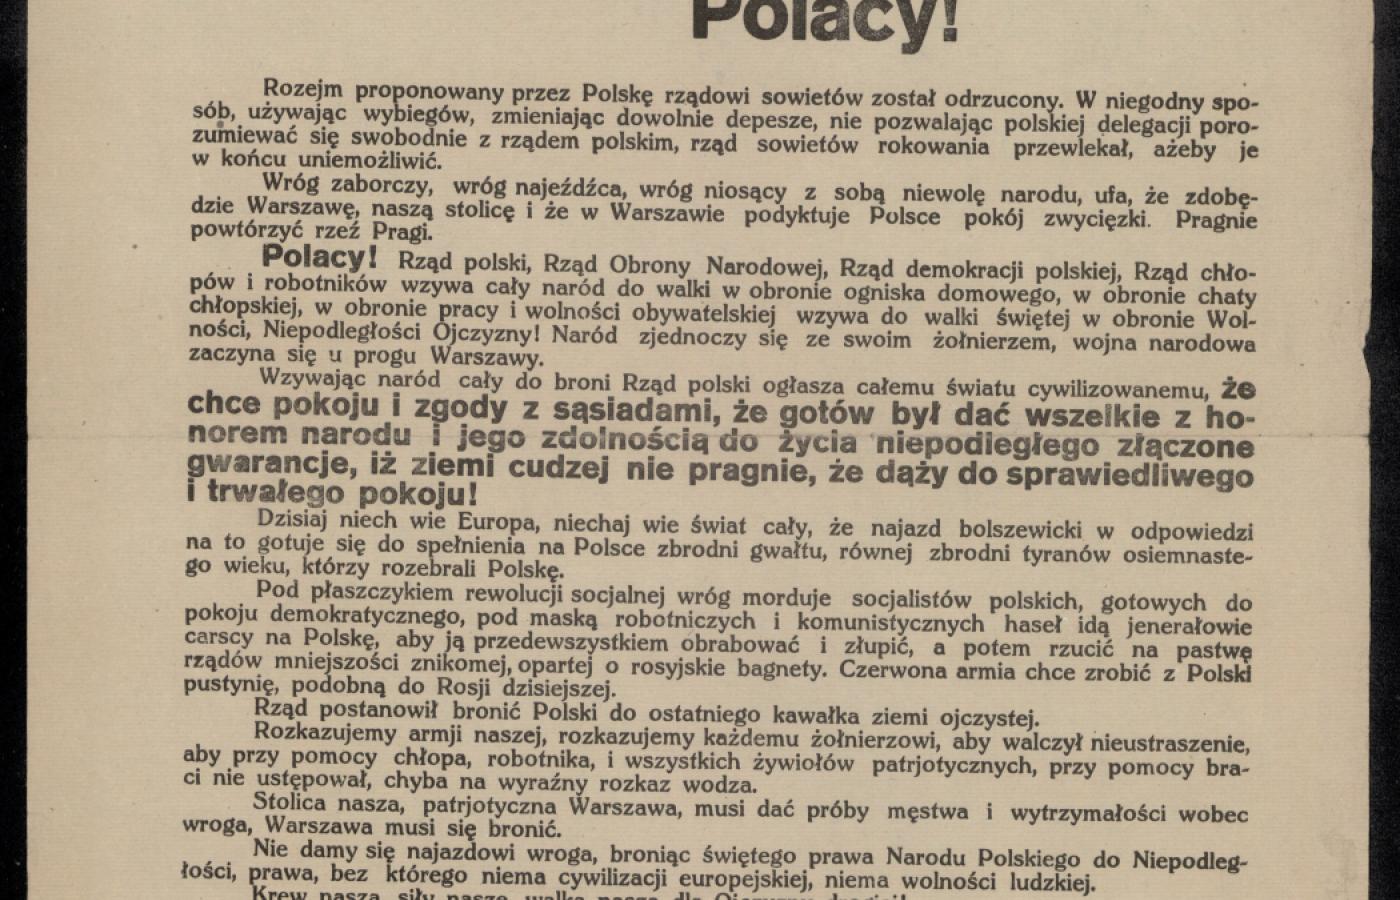 Polacy!
Rozejm proponowany przez Polskę rządowi sowietów został odrzucony. W niegodny spo-
sób, używając wybiegów, zmieniając dowolnie depesze, nie pozwalając polskiej delegacji poro-
zumiewać się swobodnie z rządem polskim, rząd sowietów rokowania przewlekał, ażeby je
w końcu uniemożliwić.
Wróg zaborczy, wróg najeźdźca, wróg niosący z sobą niewolę narodu, ufa, że zdobę-
dzie Warszawę, naszą stolicę i że w Warszawie podyktuje Polsce pokój zwycięzki. Pragnie
powtórzyć rzeź Pragi.
Polacy! Rząd polski, Rząd Obrony Narodowej, Rząd demokracji polskiej, Rząd chło-
pów i robotników wzywa cały naród do walki w obronie ogniska domowego, w obronie chaty
chłopskiej, w obronie pracy i wolności obywatelskiej wzywa do walki świętej w obronie Wol-
ności, Niepodległości Ojczyzny! Naród zjednoczy się ze swoim żołnierzem, wojna narodowa
zaczyna się u progu Warszawy.
Wzywając naród cały do broni Rząd polski ogłasza całemu światu cywilizowanemu, że
chce pokoju i zgody z sąsiadami, że gotów był dać wszelkie z ho-
norem narodu i jego zdolnością do życia niepodległego złączone
gwarancje, iż ziemi cudzej nie pragnie, że dąży do sprawiedliwego
i trwałego pokoju!
Dzisiaj niech wie Europa, niechaj wie świat cały, że najazd bolszewicki w odpowiedzi
na to gotuje się do spełnienia na Polsce zbrodni gwałtu, równej zbrodni tyranów osiemnaste-
go wieku, którzy rozebrali Polskę.
Pod płaszczykiem rewolucji socjalnej wróg morduje socjalistów polskich, gotowych do
pokoju demokratycznego, pod maską robotniczych i komunistycznych haseł idą jenerałowie
carscy na Polskę, aby ją przedewszystkiem obrabować i złupić, a potem rzucić na pastwę
rządów mniejszości znikomej, opartej o rosyjskie bagnety. Czerwona armia chce zrobić z Polski
pustynię, podobną do Rosji dzisiejszej.
Rząd postanowił bronić Polski do ostatniego kawałka ziemi ojczystej.
Rozkazujemy armji naszej, rozkazujemy każdemu żołnierzowi, aby walczył nieustraszenie,
aby przy pomocy chłopa, robotnika, i wszystkich żywiołów patrjotycznych, przy pomocy bra-
ci nie ustępował, chyba na wyraźny rozkaz wodza.
Stolica nasza, patrjotyczna Warszawa, musi dać próby męstwa i wytrzymałości wobec
wroga, Warszawa musi się bronić.
Nie damy się najazdowi wroga, broniąc świętego prawa Narodu Polskiego do Niepodleg-
łości, prawa, bez którego niema cywilizacji europejskiej, niema wolności ludzkiej.
Krew nasza, siły nasze, walka nasza dla Ojczyzny drogiej!